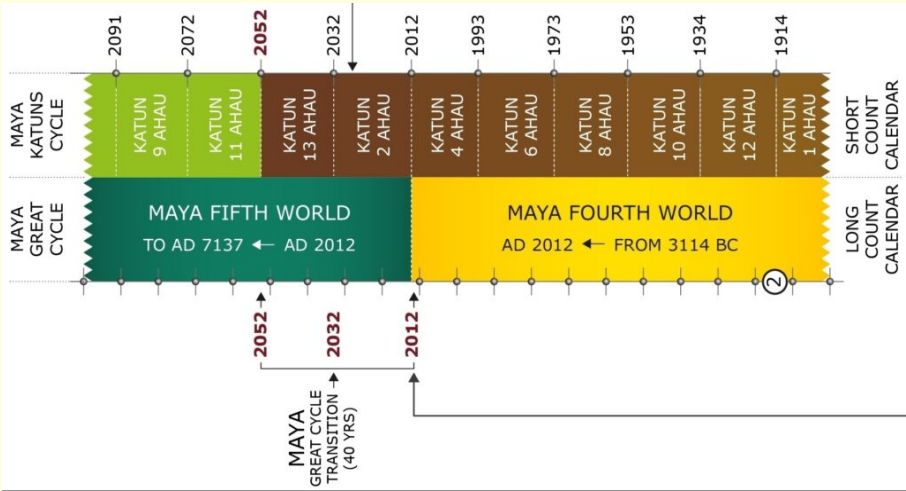 2091
2072
2052
2032
2012
1993
1973
1953
1934
1914
MAYA
KATUNS
CYCLE
KATUN
9 AHAU
KATUN
11 AHAU
KATUN
13 AHAU
KATUN
2 AHAU
KATUN
4 AHAU
KATUN
6 AHAU
KATUN
8 AHAU
KATUN
10 AHAU
KATUN
12 AHAU
KATUN
1 AHAU
SHORT
COUNT
CALENDAR
MAYA
GREAT
CYCLE
MAYA FIFTH WORLD
TO AD 7137 ← AD 2012
MAYA FOURTH WORLD
AD 2012 ← FROM 3114 BC
LONG
COUNT
CALENDAR
2
2052
2032
2012
MAYA
GREAT CYCLE
TRANSITION →
(40 YRS)